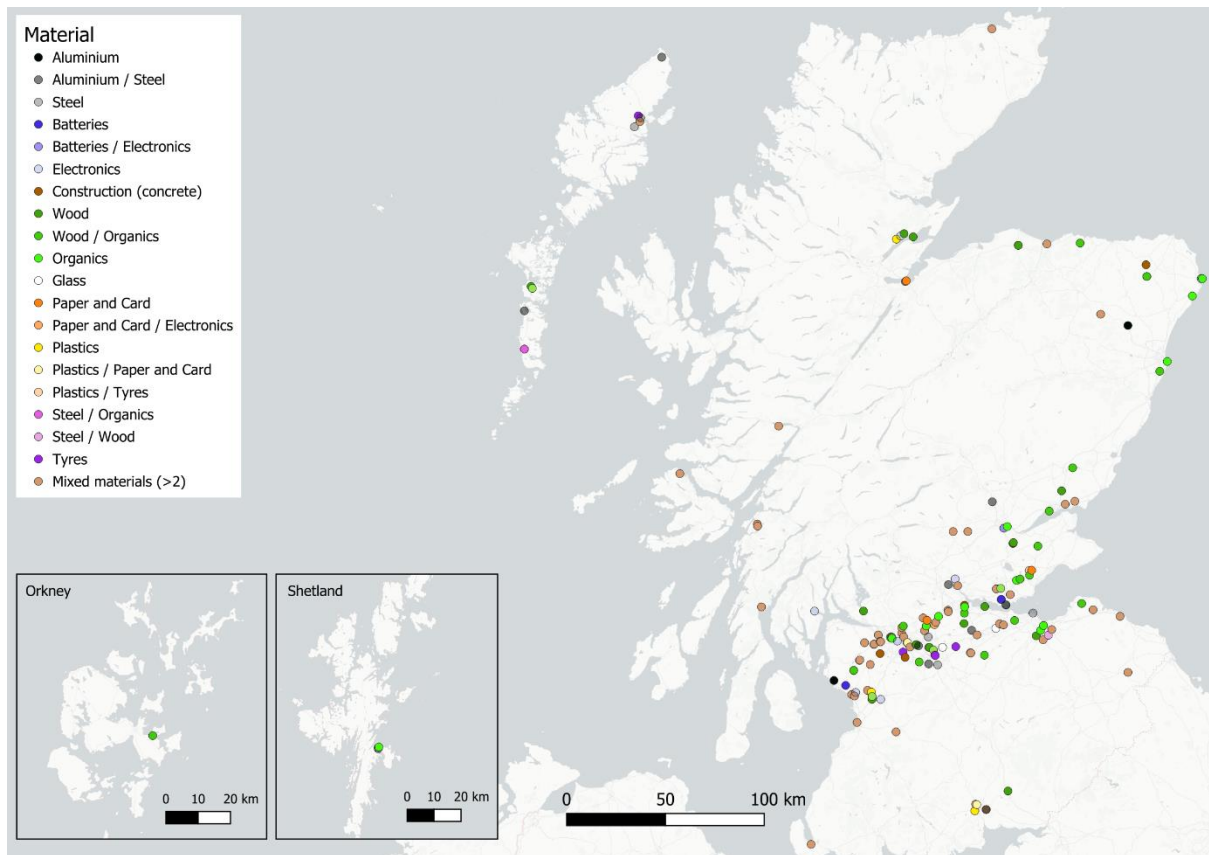 Material
Aluminium
Aluminium / Steel
Steel
Batteries
Batteries / Electronics
Electronics
Construction (concrete)
Wood
Wood / Organics
Organics
Glass
Paper and Card
Paper and Card / Electronics
Plastics
Plastics / Paper and Card
Plastics / Tyres
Steel / Organics
Steel / Wood
Tyres
Mixed materials (>2)
Orkney
0 10 20 km
Shetland
0 10 20 km
0 50 100 km